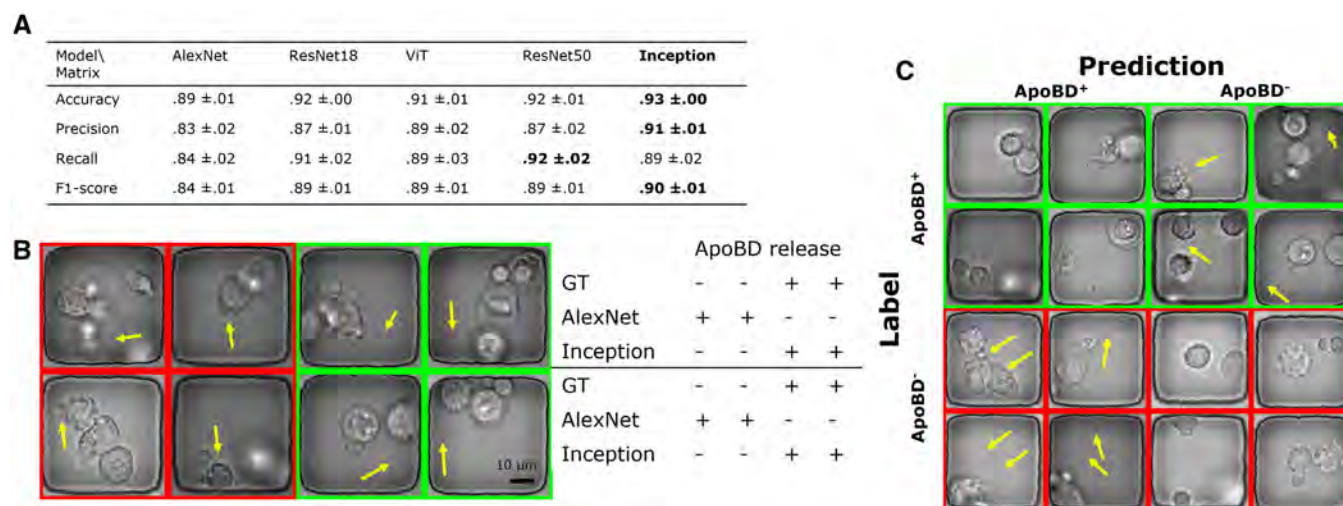 A
Model\ AlexNet ResNet18 ViT ResNet50 Inception
Matrix
Accuracy .89 ±.01 .92 ±.00 .91 ±.01 .92 ±.01 .93 ±.00
Precision .83 ±.02 .87 ±.01 .89 ±.02 .87 ±.02 .91 ±.01
Recall .84 ±.02 .91 ±.02 .89 ±.03 .92 ±.02 .89 ±.02
F1-score .84 ±.01 .89 ±.01 .89 ±.01 .89 ±.01 .90 ±.01
B
ApoBD release
GT - - + +
AlexNet + + - -
Inception - - + +
GT - - + +
AlexNet + + - -
Inception - - + +
10 µm
C
Prediction
ApoBD⁺ ApoBD⁻
Label
ApoBD⁺
ApoBD⁻